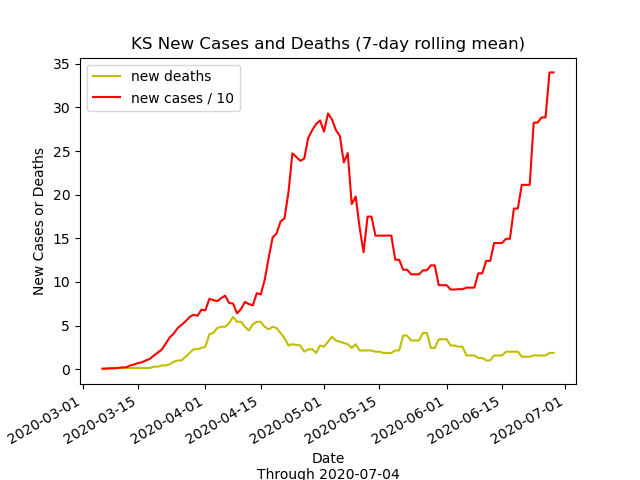 KS New Cases and Deaths (7-day rolling mean)
new deaths
new cases / 10
35
30
25
20
15
10
5
0
New Cases or Deaths
2020-03-01
2020-03-15
2020-04-01
2020-04-15
2020-05-01
2020-05-15
2020-06-01
2020-06-15
2020-07-01
Date
Through 2020-07-04